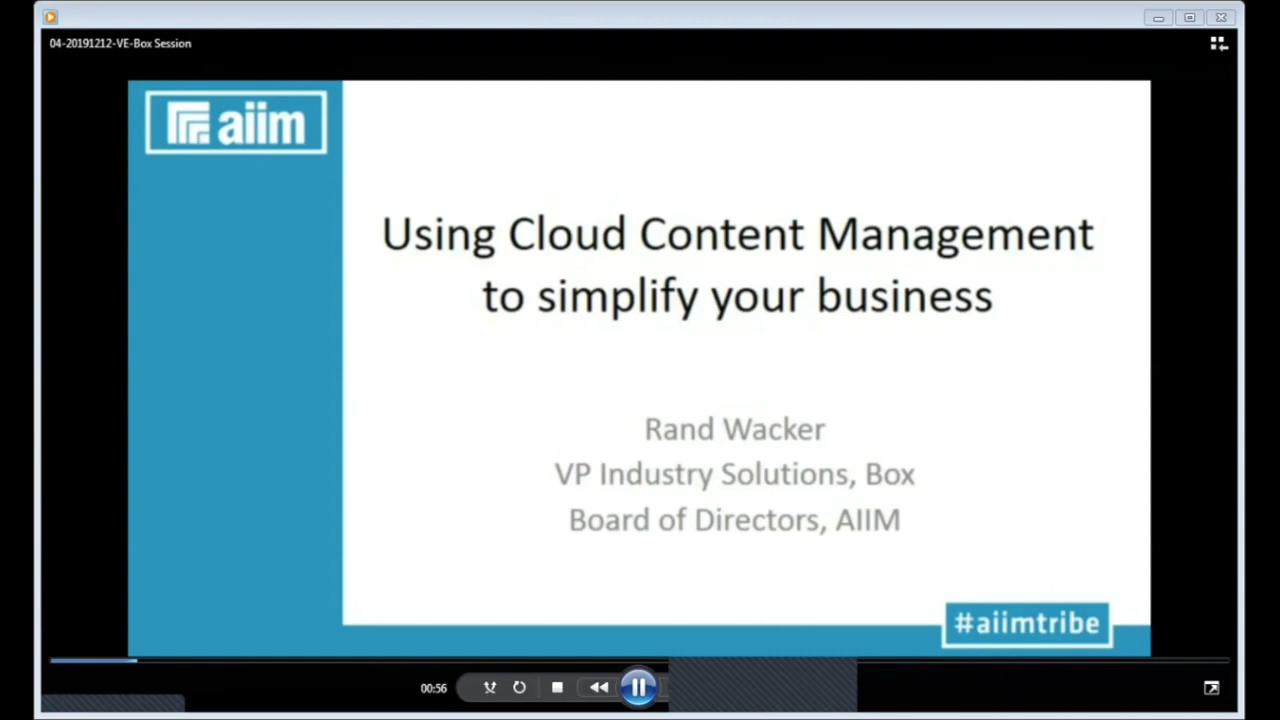 04-20191212-VE-Box Session
aiim
Using Cloud Content Management
to simplify your business
Rand Wacker
VP Industry Solutions, Box
Board of Directors, AIIM
#aiimtribe
00:56